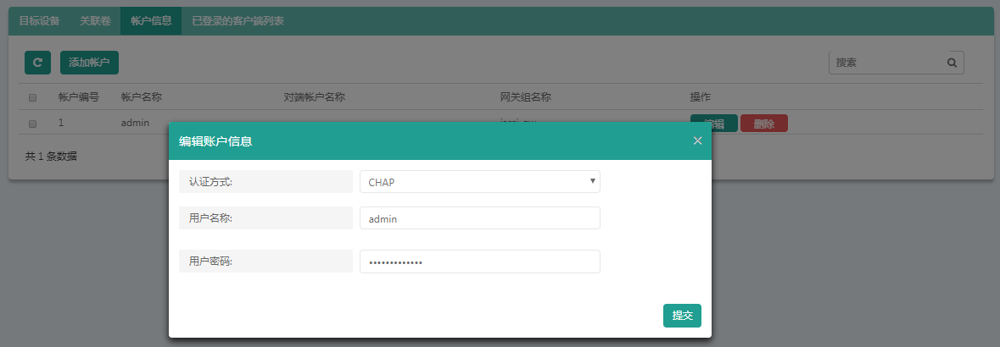 目标设备 关联卷 帐户信息 已登录的客户端列表
添加帐户 搜索
帐户编号 帐户名称 对端帐户名称 网关组名称 操作
1 admin 编辑 删除
共 1 条数据
编辑账户信息 ×
认证方式: CHAP
用户名称: admin
用户密码: •••••••••••••
提交